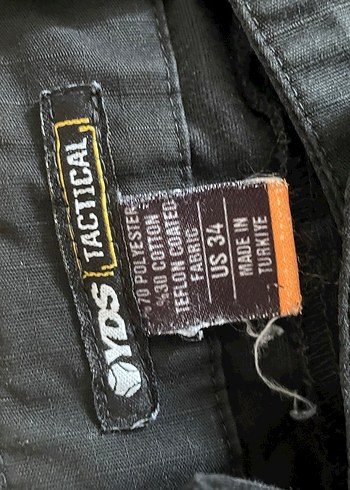 YDS TACTICAL
%70 POLYESTER
%30 COTTON
TEFLON COATED
FABRIC
US 34
MADE IN
TURKIYE